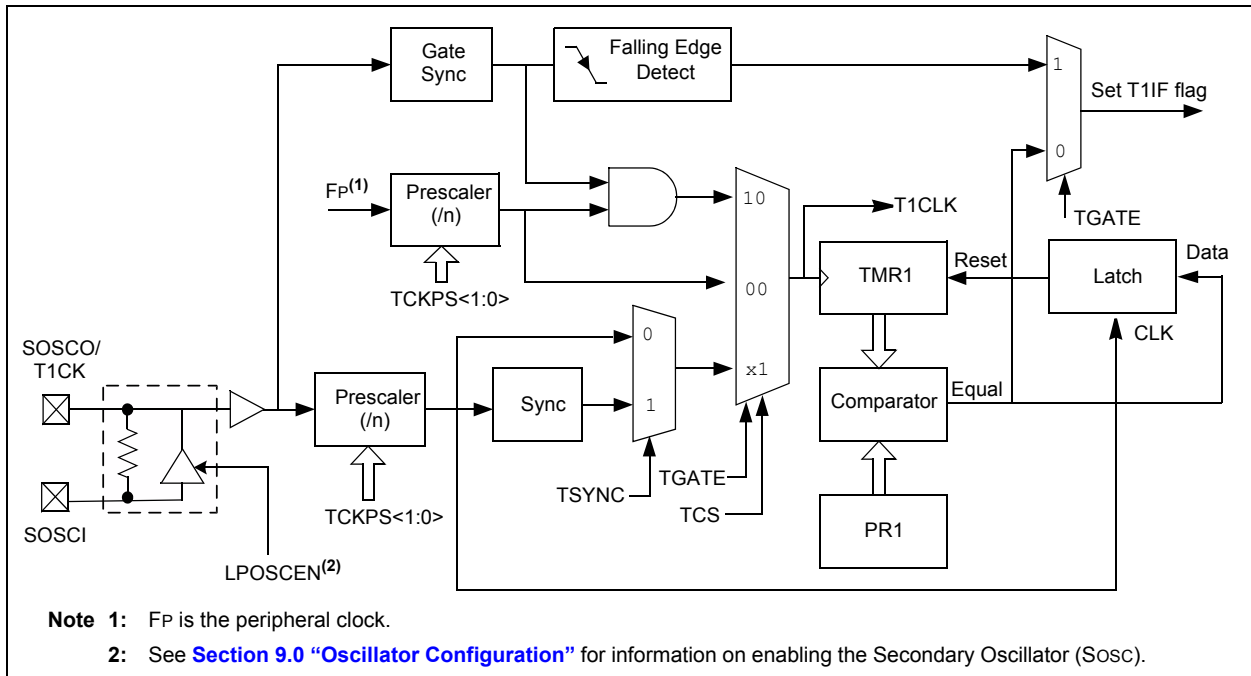 Gate
Sync
Falling Edge
Detect
1
Set T1IF flag
0
FP(1)
Prescaler
(/n)
10
T1CLK
TGATE
TCKPS<1:0>
00
TMR1
Reset
Latch
Data
CLK
SOSCO/
T1CK
0
Prescaler
(/n)
Sync
1
x1
Comparator
Equal
TSYNC
TGATE
TCS
PR1
TCKPS<1:0>
SOSCI
LPOSCEN(2)
Note 1: FP is the peripheral clock.
2: See Section 9.0 “Oscillator Configuration” for information on enabling the Secondary Oscillator (SOSC).